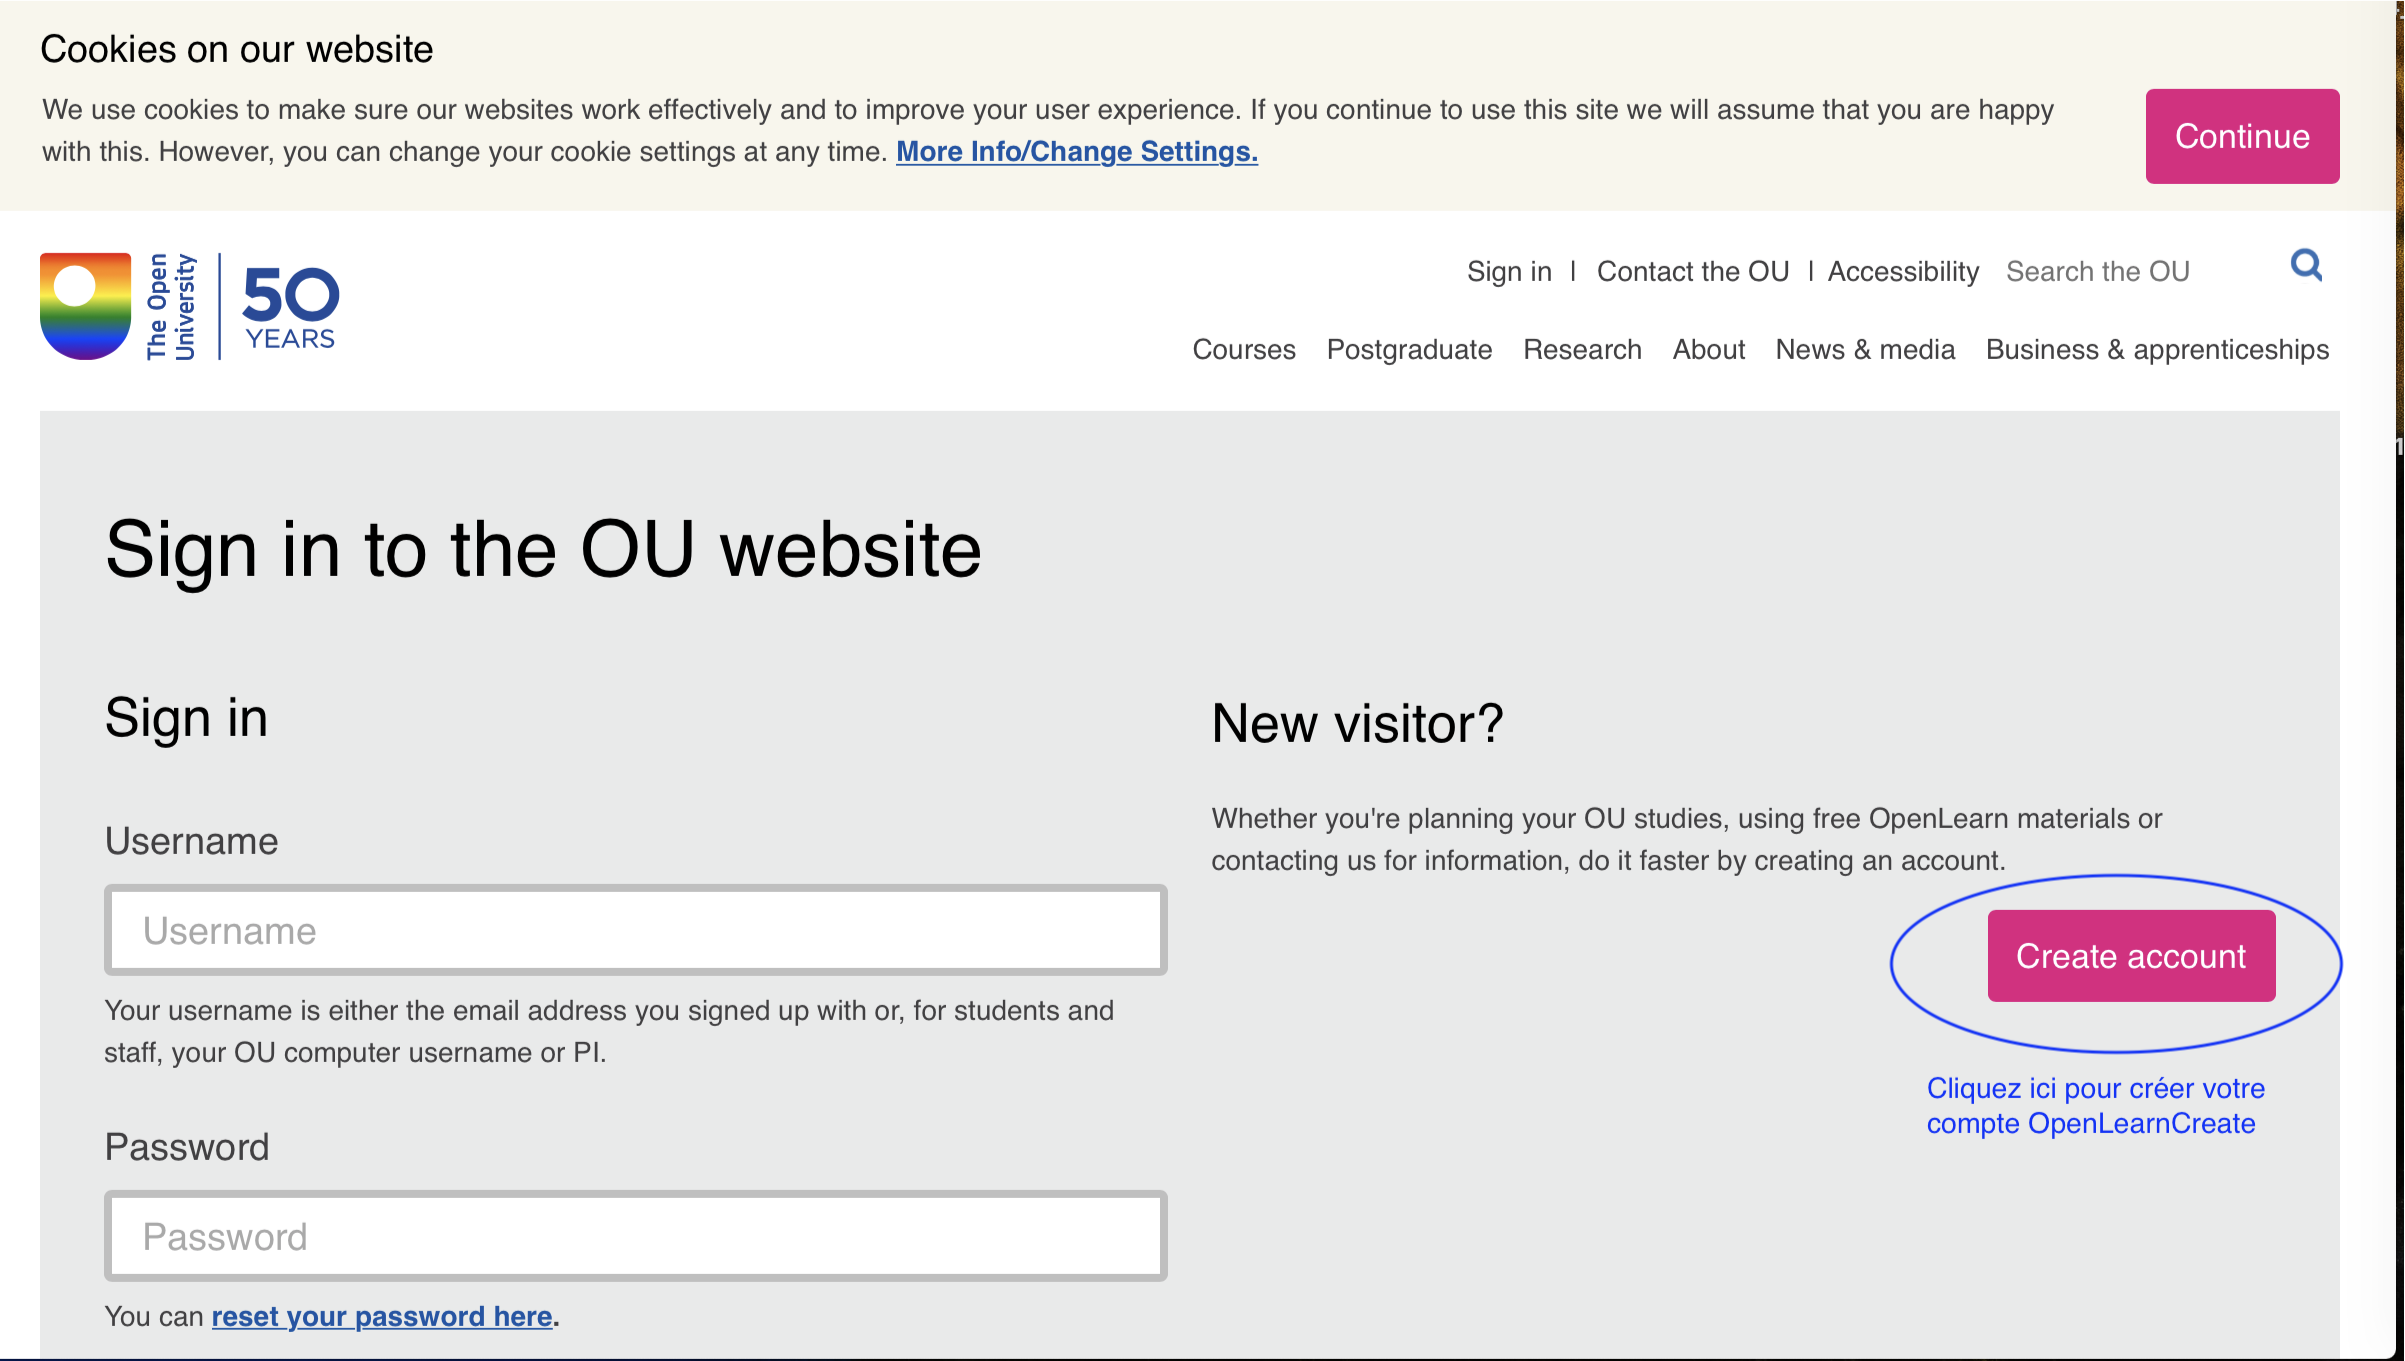 Cookies on our website
We use cookies to make sure our websites work effectively and to improve your user experience. If you continue to use this site we will assume that you are happy
with this. However, you can change your cookie settings at any time. More Info/Change Settings.
Continue
The Open
University
50
YEARS
Sign in | Contact the OU | Accessibility Search the OU
Courses Postgraduate Research About News & media Business & apprenticeships
Sign in to the OU website
Sign in
Username
Username
Your username is either the email address you signed up with or, for students and
staff, your OU computer username or PI.
Password
Password
You can reset your password here.
New visitor?
Whether you're planning your OU studies, using free OpenLearn materials or
contacting us for information, do it faster by creating an account.
Create account
Cliquez ici pour créer votre
compte OpenLearnCreate